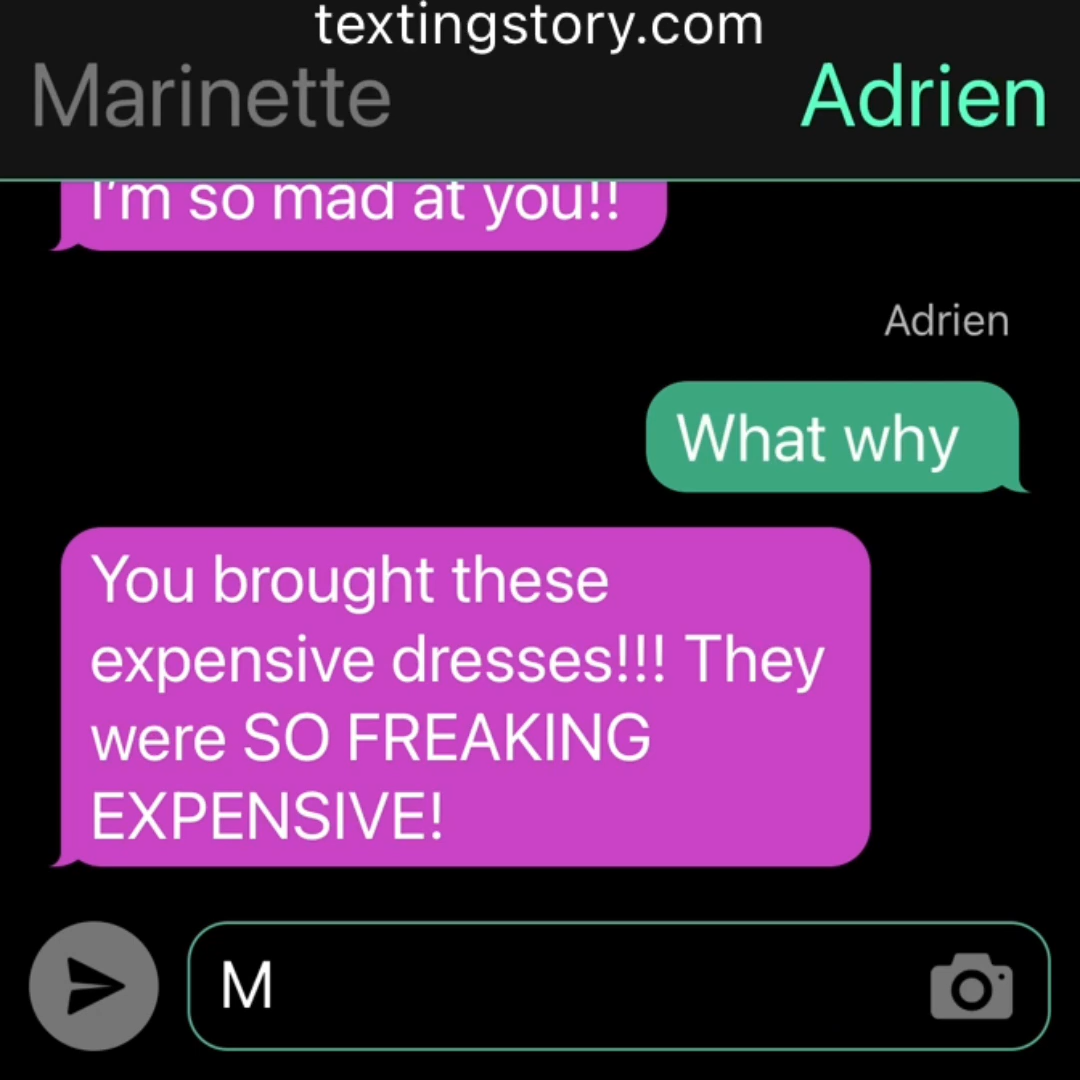 textingstory.com
Marinette Adrien
I'm so mad at you!!
Adrien
What why
You brought these
expensive dresses!!! They
were SO FREAKING
EXPENSIVE!
M